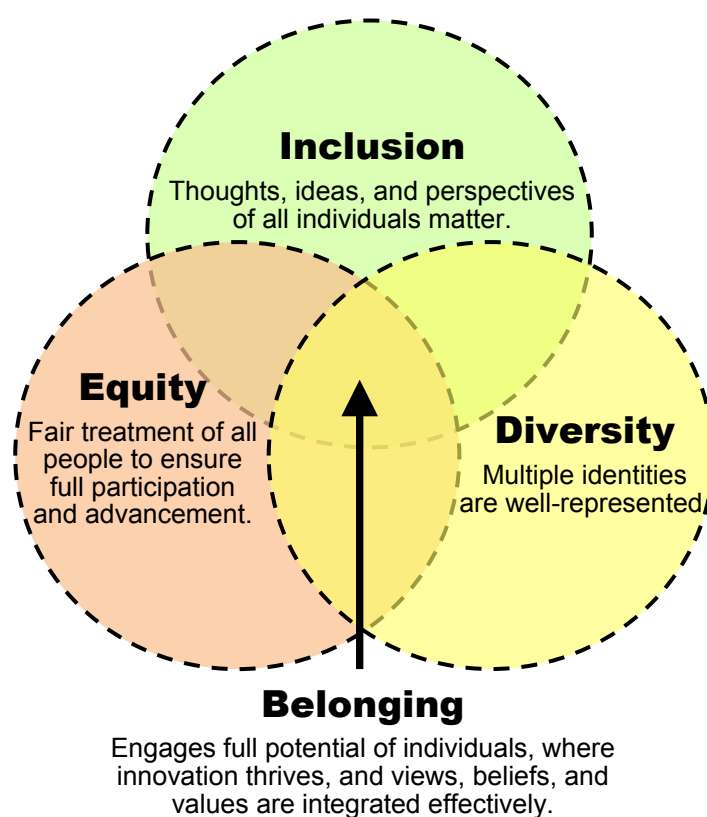 Inclusion
Thoughts, ideas, and perspectives
of all individuals matter.
Equity
Fair treatment of all
people to ensure
full participation
and advancement.
Diversity
Multiple identities
are well-represented.
Belonging
Engages full potential of individuals, where
innovation thrives, and views, beliefs, and
values are integrated effectively.